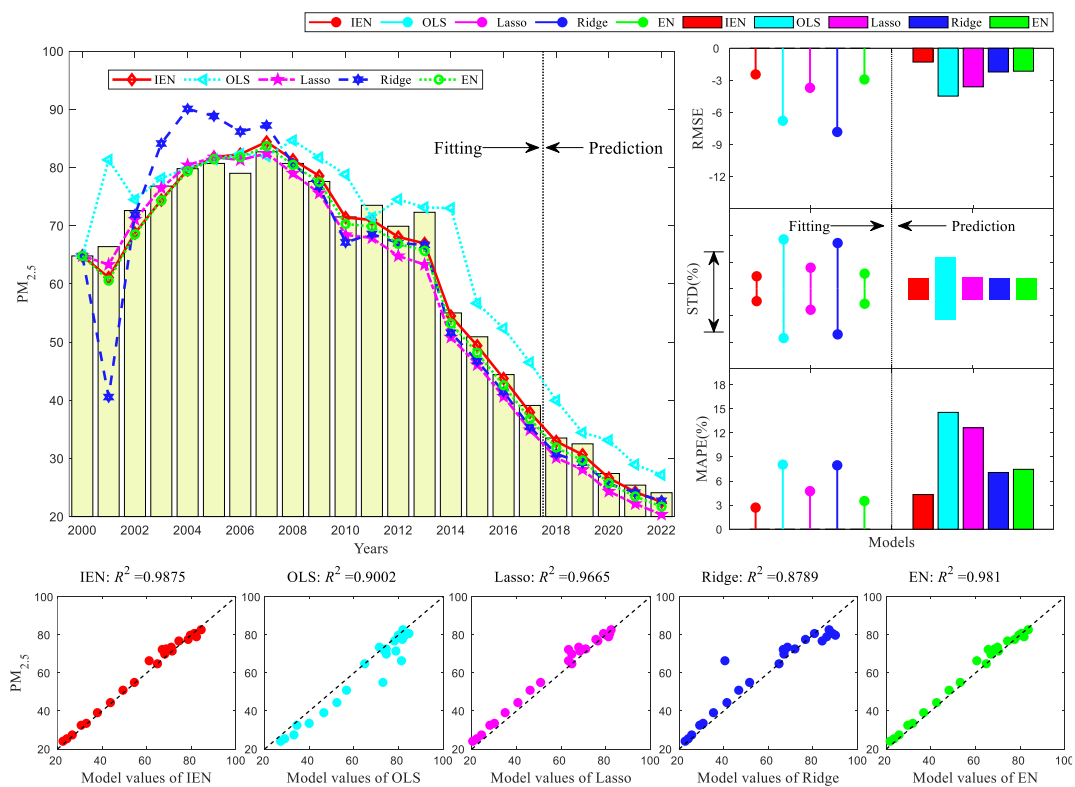 IEN OLS Lasso Ridge EN IEN OLS Lasso Ridge EN
100
90
80
70
60
50
40
30
20
PM2.5
IEN OLS Lasso Ridge EN
Fitting Prediction
2000 2002 2004 2006 2008 2010 2012 2014 2016 2018 2020 2022
Years
0
-3
-6
-9
-12
RMSE
Fitting Prediction
STD(%)
18
15
12
9
6
3
0
MAPE(%)
Models
IEN: R² =0.9875
100
80
60
40
20
PM2.5
20 40 60 80 100
Model values of IEN
OLS: R² =0.9002
100
80
60
40
20
20 40 60 80 100
Model values of OLS
Lasso: R² =0.9665
100
80
60
40
20
20 40 60 80 100
Model values of Lasso
Ridge: R² =0.8789
100
80
60
40
20
20 40 60 80 100
Model values of Ridge
EN: R² =0.981
100
80
60
40
20
20 40 60 80 100
Model values of EN